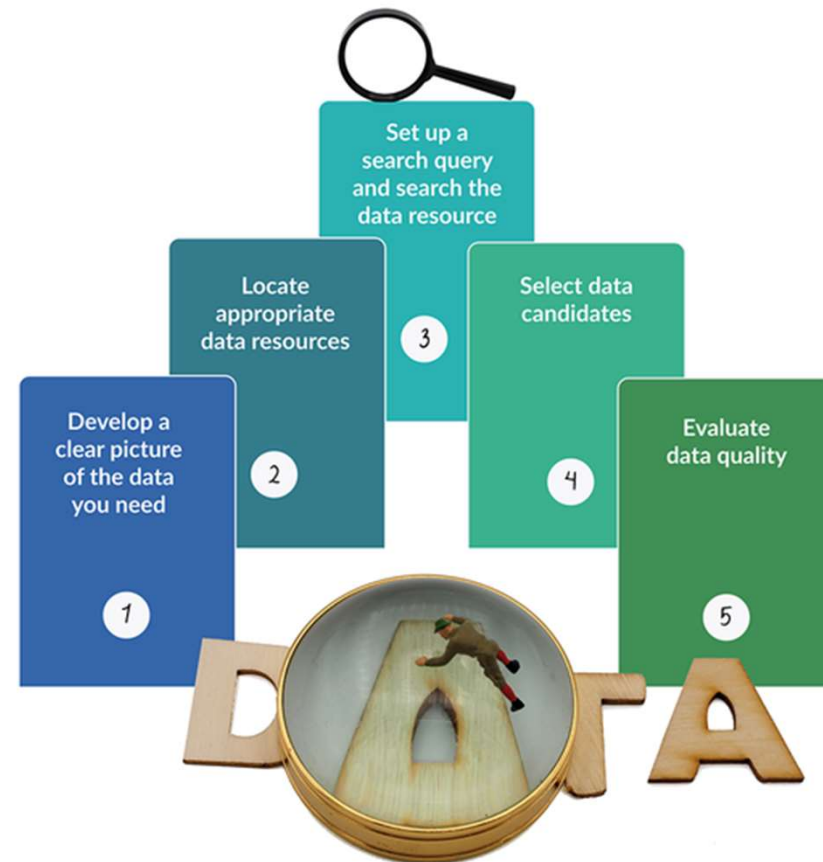 Develop a
clear picture
of the data
you need
1
Locate
appropriate
data resources
2
Set up a
search query
and search the
data resource
3
Select data
candidates
4
Evaluate
data quality
5
DATA